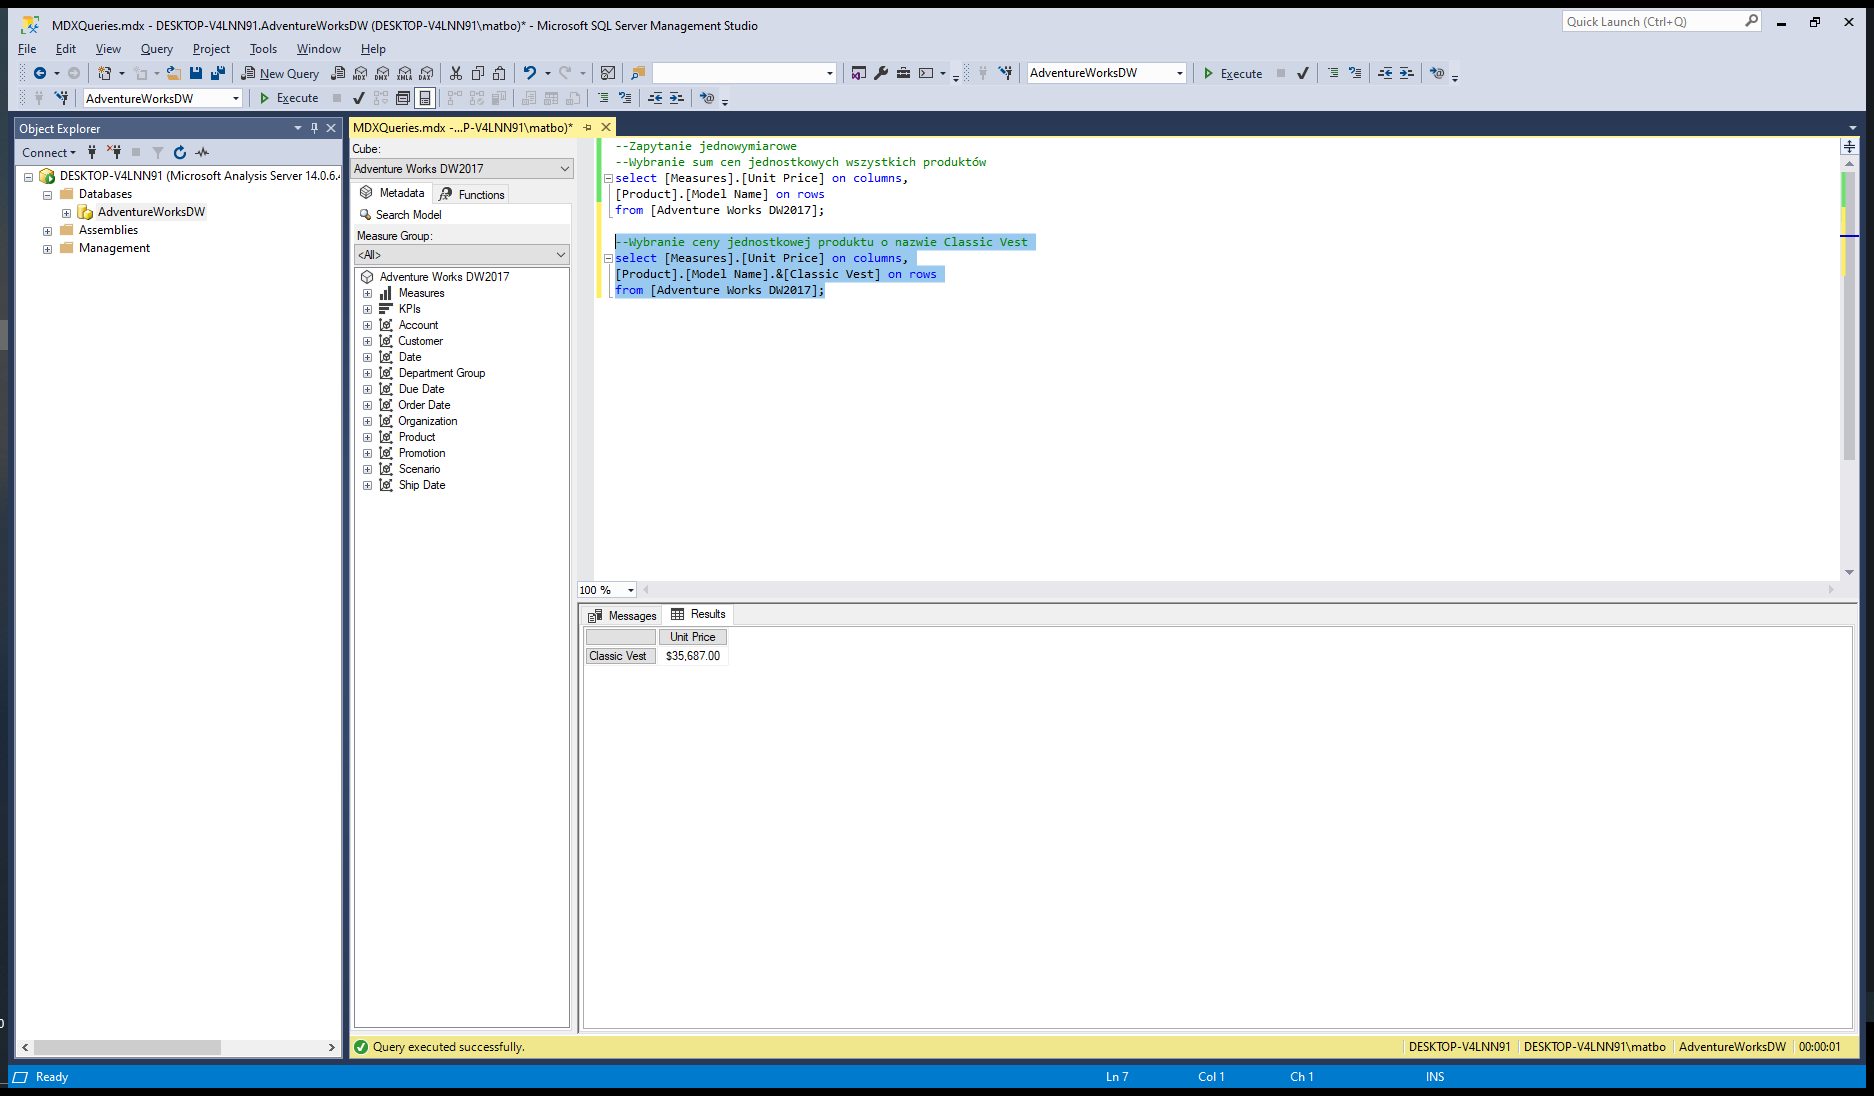 MDXQueries.mdx - DESKTOP-V4LNN91.AdventureWorksDW (DESKTOP-V4LNN91\matbo)* - Microsoft SQL Server Management Studio
Quick Launch (Ctrl+Q)
File Edit View Query Project Tools Window Help
New Query MDX DMX XMLA DAX AdventureWorksDW Execute
AdventureWorksDW Execute
Object Explorer
Connect
DESKTOP-V4LNN91 (Microsoft Analysis Server 14.0.6.4
Databases
AdventureWorksDW
Assemblies
Management
MDXQueries.mdx -...P-V4LNN91\matbo)*
Cube:
Adventure Works DW2017
Metadata Functions
Search Model
Measure Group:
<All>
Adventure Works DW2017
Measures
KPIs
Account
Customer
Date
Department Group
Due Date
Order Date
Organization
Product
Promotion
Scenario
Ship Date
--Zapytanie jednowymiarowe
--Wybranie sum cen jednostkowych wszystkich produktów
select [Measures].[Unit Price] on columns,
[Product].[Model Name] on rows
from [Adventure Works DW2017];
--Wybranie ceny jednostkowej produktu o nazwie Classic Vest
select [Measures].[Unit Price] on columns,
[Product].[Model Name].&[Classic Vest] on rows
from [Adventure Works DW2017];
100 %
Messages Results
Unit Price
Classic Vest $35,687.00
Query executed successfully.
DESKTOP-V4LNN91 DESKTOP-V4LNN91\matbo AdventureWorksDW 00:00:01
Ready Ln 7 Col 1 Ch 1 INS